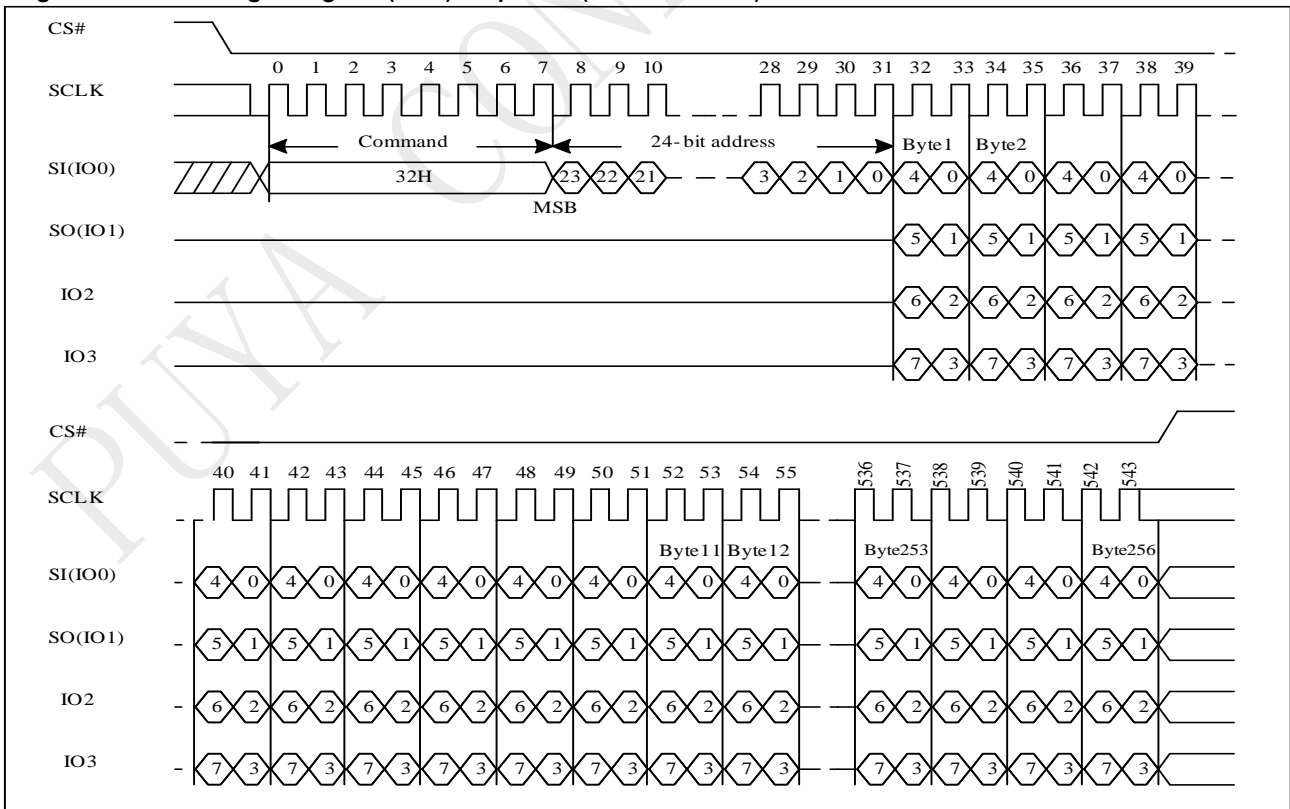 CS#
0 1 2 3 4 5 6 7 8 9 10 28 29 30 31 32 33 34 35 36 37 38 39
SCLK
Command 24-bit address Byte1 Byte2
SI(IO0) 32H 23 22 21 3 2 1 0 4 0 4 0 4 0 4 0
MSB
SO(IO1) 5 1 5 1 5 1 5 1
IO2 6 2 6 2 6 2 6 2
IO3 7 3 7 3 7 3 7 3
CS#
40 41 42 43 44 45 46 47 48 49 50 51 52 53 54 55 536 537 538 539 540 541 542 543
SCLK
Byte11 Byte12 Byte253 Byte256
SI(IO0) 4 0 4 0 4 0 4 0 4 0 4 0 4 0 4 0 4 0 4 0 4 0 4 0
SO(IO1) 5 1 5 1 5 1 5 1 5 1 5 1 5 1 5 1 5 1 5 1 5 1 5 1
IO2 6 2 6 2 6 2 6 2 6 2 6 2 6 2 6 2 6 2 6 2 6 2 6 2
IO3 7 3 7 3 7 3 7 3 7 3 7 3 7 3 7 3 7 3 7 3 7 3 7 3
PUYA CON